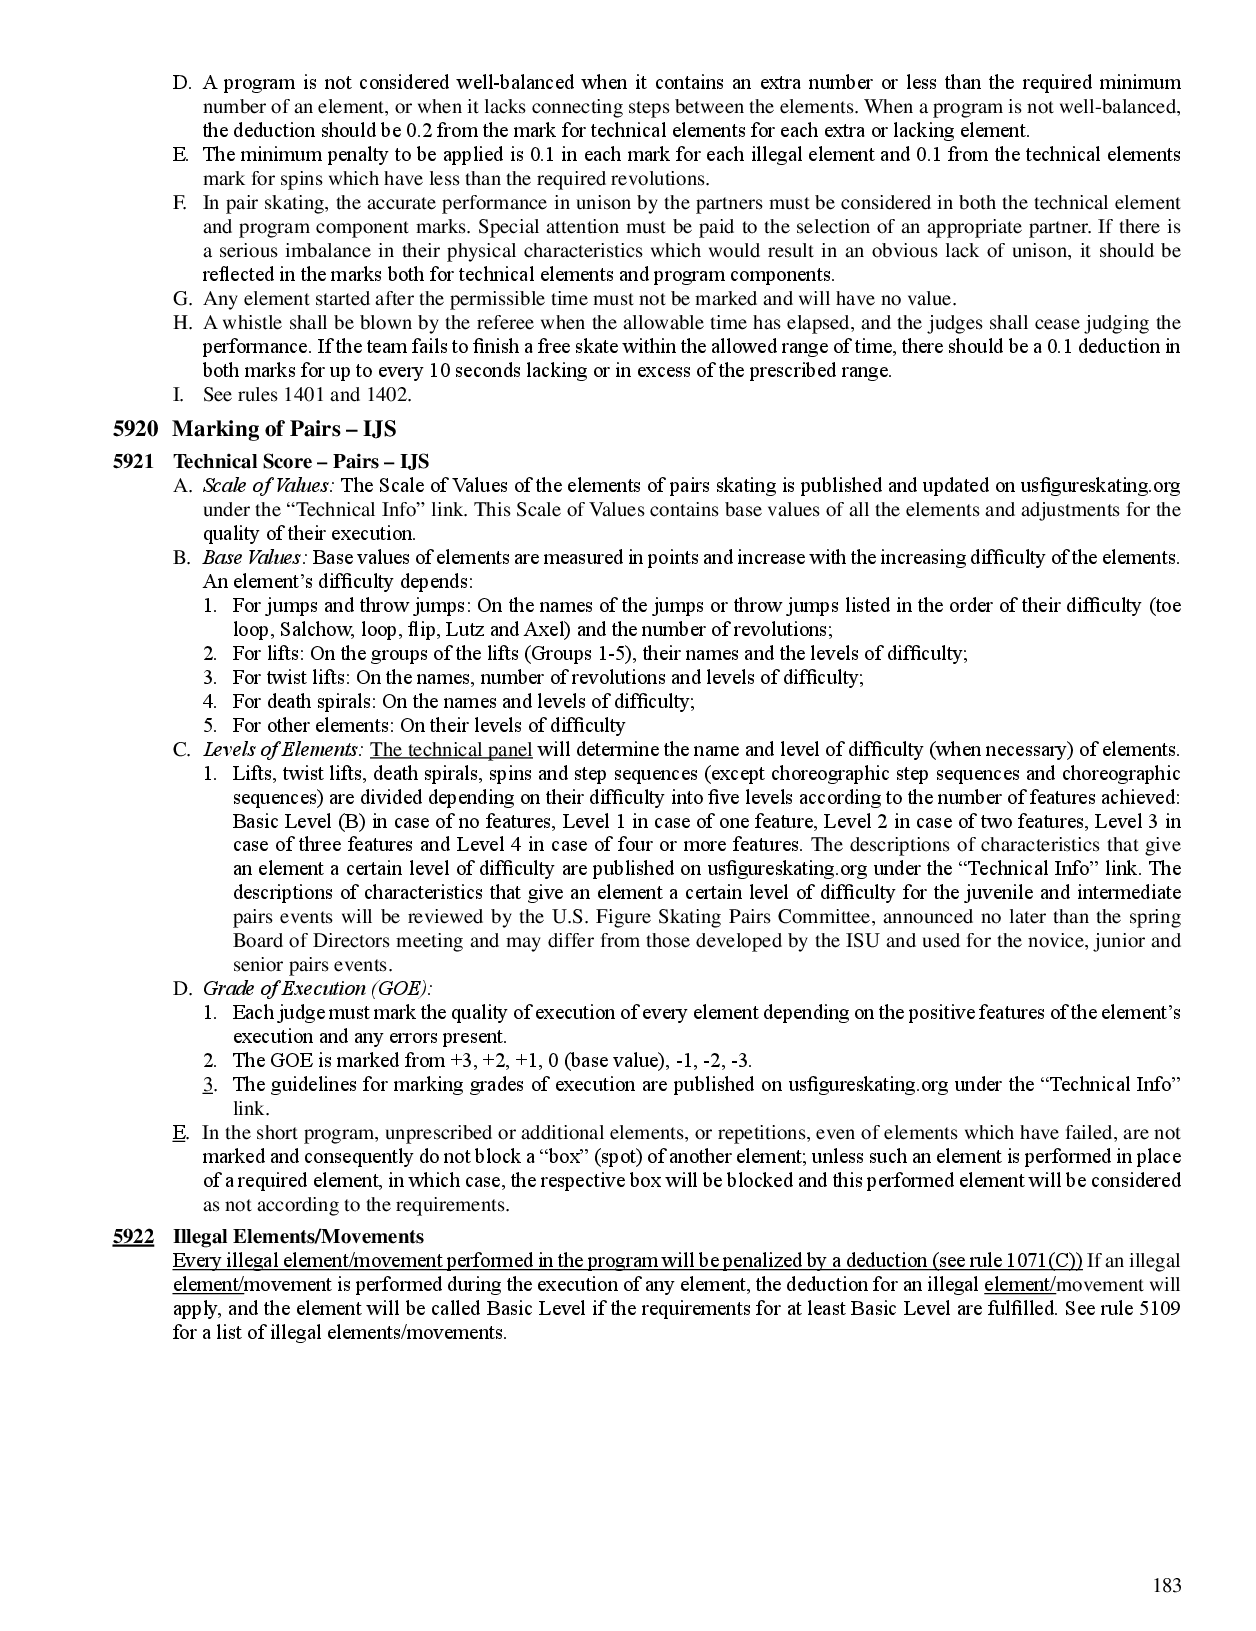 D. A program is not considered well-balanced when it contains an extra number or less than the required minimum
number of an element, or when it lacks connecting steps between the elements. When a program is not well-balanced,
the deduction should be 0.2 from the mark for technical elements for each extra or lacking element.
E. The minimum penalty to be applied is 0.1 in each mark for each illegal element and 0.1 from the technical elements
mark for spins which have less than the required revolutions.
F. In pair skating, the accurate performance in unison by the partners must be considered in both the technical element
and program component marks. Special attention must be paid to the selection of an appropriate partner. If there is
a serious imbalance in their physical characteristics which would result in an obvious lack of unison, it should be
reflected in the marks both for technical elements and program components.
G. Any element started after the permissible time must not be marked and will have no value.
H. A whistle shall be blown by the referee when the allowable time has elapsed, and the judges shall cease judging the
performance. If the team fails to finish a free skate within the allowed range of time, there should be a 0.1 deduction in
both marks for up to every 10 seconds lacking or in excess of the prescribed range.
I. See rules 1401 and 1402.
5920 Marking of Pairs – IJS
5921 Technical Score – Pairs – IJS
A. Scale of Values: The Scale of Values of the elements of pairs skating is published and updated on usfigureskating.org
under the “Technical Info” link. This Scale of Values contains base values of all the elements and adjustments for the
quality of their execution.
B. Base Values: Base values of elements are measured in points and increase with the increasing difficulty of the elements.
An element’s difficulty depends:
1. For jumps and throw jumps: On the names of the jumps or throw jumps listed in the order of their difficulty (toe
loop, Salchow, loop, flip, Lutz and Axel) and the number of revolutions;
2. For lifts: On the groups of the lifts (Groups 1-5), their names and the levels of difficulty;
3. For twist lifts: On the names, number of revolutions and levels of difficulty;
4. For death spirals: On the names and levels of difficulty;
5. For other elements: On their levels of difficulty
C. Levels of Elements: The technical panel will determine the name and level of difficulty (when necessary) of elements.
1. Lifts, twist lifts, death spirals, spins and step sequences (except choreographic step sequences and choreographic
sequences) are divided depending on their difficulty into five levels according to the number of features achieved:
Basic Level (B) in case of no features, Level 1 in case of one feature, Level 2 in case of two features, Level 3 in
case of three features and Level 4 in case of four or more features. The descriptions of characteristics that give
an element a certain level of difficulty are published on usfigureskating.org under the “Technical Info” link. The
descriptions of characteristics that give an element a certain level of difficulty for the juvenile and intermediate
pairs events will be reviewed by the U.S. Figure Skating Pairs Committee, announced no later than the spring
Board of Directors meeting and may differ from those developed by the ISU and used for the novice, junior and
senior pairs events.
D. Grade of Execution (GOE):
1. Each judge must mark the quality of execution of every element depending on the positive features of the element’s
execution and any errors present.
2. The GOE is marked from +3, +2, +1, 0 (base value), -1, -2, -3.
3. The guidelines for marking grades of execution are published on usfigureskating.org under the “Technical Info”
link.
E. In the short program, unprescribed or additional elements, or repetitions, even of elements which have failed, are not
marked and consequently do not block a “box” (spot) of another element; unless such an element is performed in place
of a required element, in which case, the respective box will be blocked and this performed element will be considered
as not according to the requirements.
5922 Illegal Elements/Movements
Every illegal element/movement performed in the program will be penalized by a deduction (see rule 1071(C)) If an illegal
element/movement is performed during the execution of any element, the deduction for an illegal element/movement will
apply, and the element will be called Basic Level if the requirements for at least Basic Level are fulfilled. See rule 5109
for a list of illegal elements/movements.
183